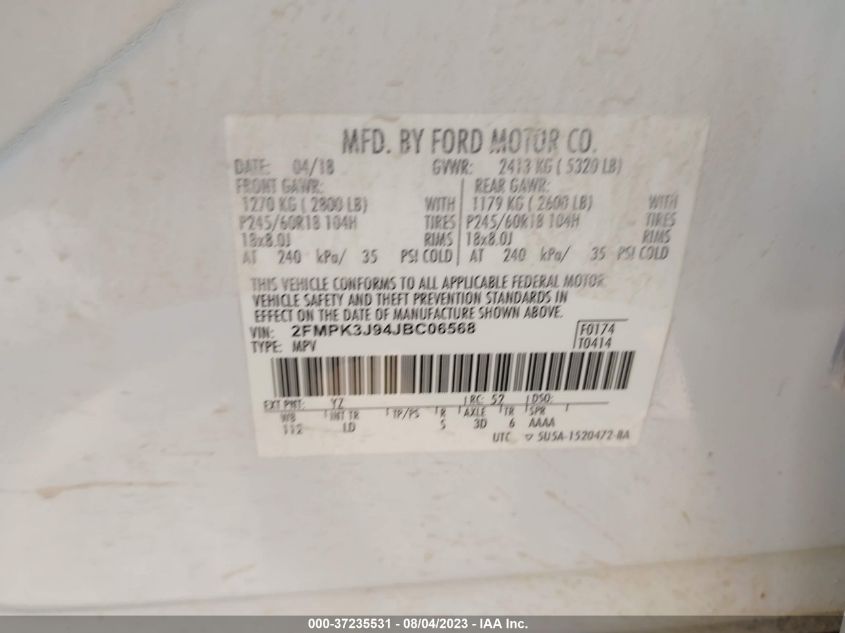 MFD. BY FORD MOTOR CO.
DATE: 04/18 GVWR: 2413 KG ( 5320 LB)
FRONT GAWR: REAR GAWR:
1270 KG ( 2800 LB) WITH 1179 KG ( 2600 LB) WITH
P245/60R18 104H TIRES P245/60R18 104H TIRES
18x8.0J RIMS 18x8.0J RIMS
AT 240 kPa/ 35 PSI COLD AT 240 kPa/ 35 PSI COLD
THIS VEHICLE CONFORMS TO ALL APPLICABLE FEDERAL MOTOR
VEHICLE SAFETY AND THEFT PREVENTION STANDARDS IN
EFFECT ON THE DATE OF MANUFACTURE SHOWN ABOVE.
VIN: 2FMPK3J94JBC06568 F0174
TYPE: MPV T0414
EXT PNT: YZ RC: 52 DSO:
WB INT TR TP/PS R AXLE TR SPR
112 LD S 3D 6 AAAA
UTC ▽ 5U5A-1520472-BA
000-37235531 - 08/04/2023 - IAA Inc.